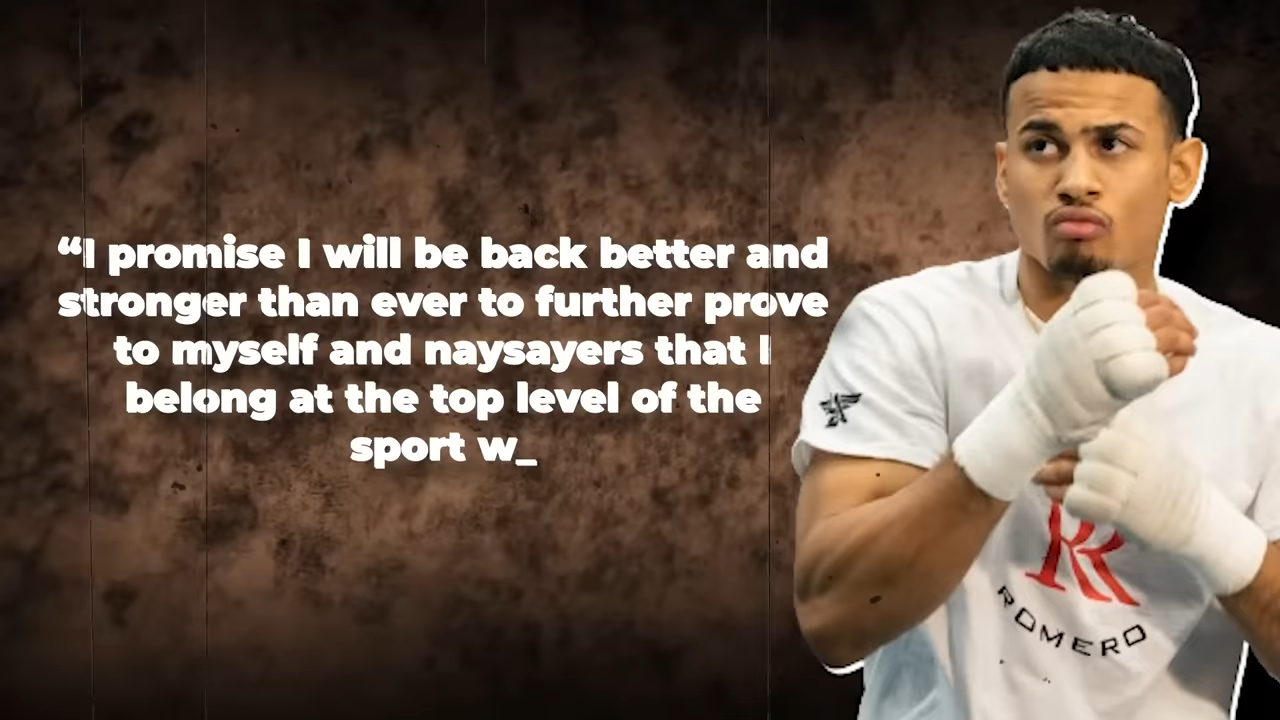 “I promise I will be back better and
stronger than ever to further prove
to myself and naysayers that I
belong at the top level of the
sport w_
RR
ROMERO